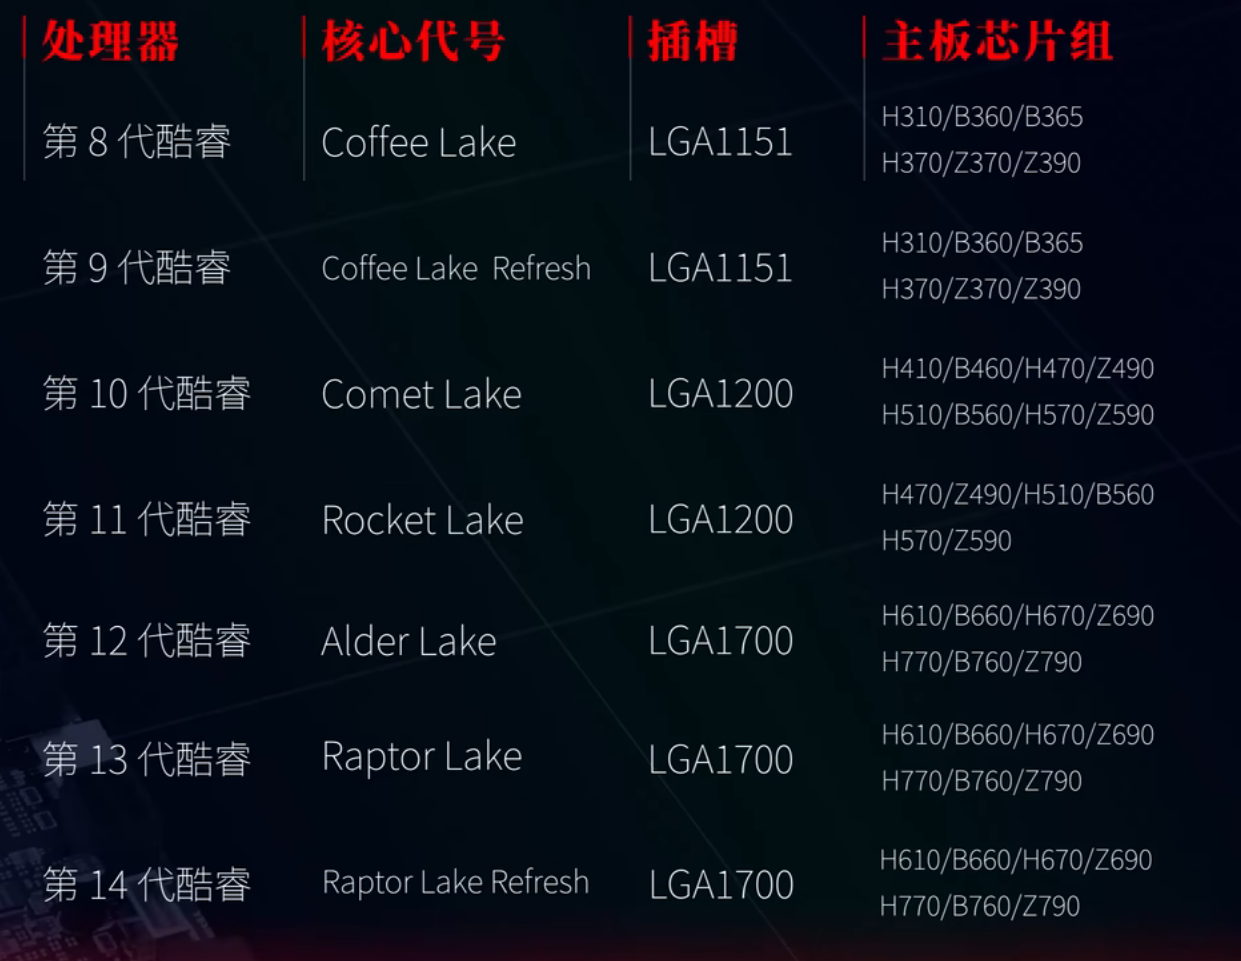 处理器 核心代号 插槽 主板芯片组
第 8 代酷睿 Coffee Lake LGA1151 H310/B360/B365
H370/Z370/Z390
第 9 代酷睿 Coffee Lake Refresh LGA1151 H310/B360/B365
H370/Z370/Z390
第 10 代酷睿 Comet Lake LGA1200 H410/B460/H470/Z490
H510/B560/H570/Z590
第 11 代酷睿 Rocket Lake LGA1200 H470/Z490/H510/B560
H570/Z590
第 12 代酷睿 Alder Lake LGA1700 H610/B660/H670/Z690
H770/B760/Z790
第 13 代酷睿 Raptor Lake LGA1700 H610/B660/H670/Z690
H770/B760/Z790
第 14 代酷睿 Raptor Lake Refresh LGA1700 H610/B660/H670/Z690
H770/B760/Z790